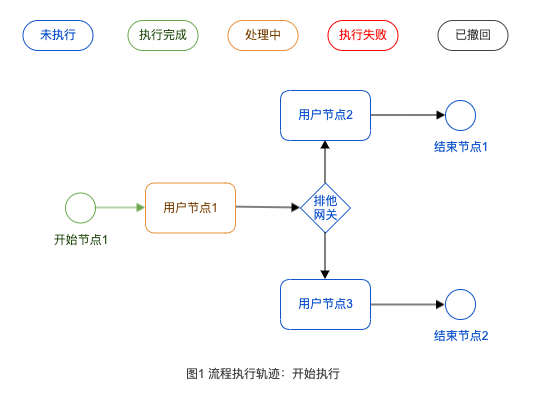 未执行
执行完成
处理中
执行失败
已撤回
用户节点2
结束节点1
用户节点1
排他
网关
开始节点1
用户节点3
结束节点2
图1 流程执行轨迹：开始执行